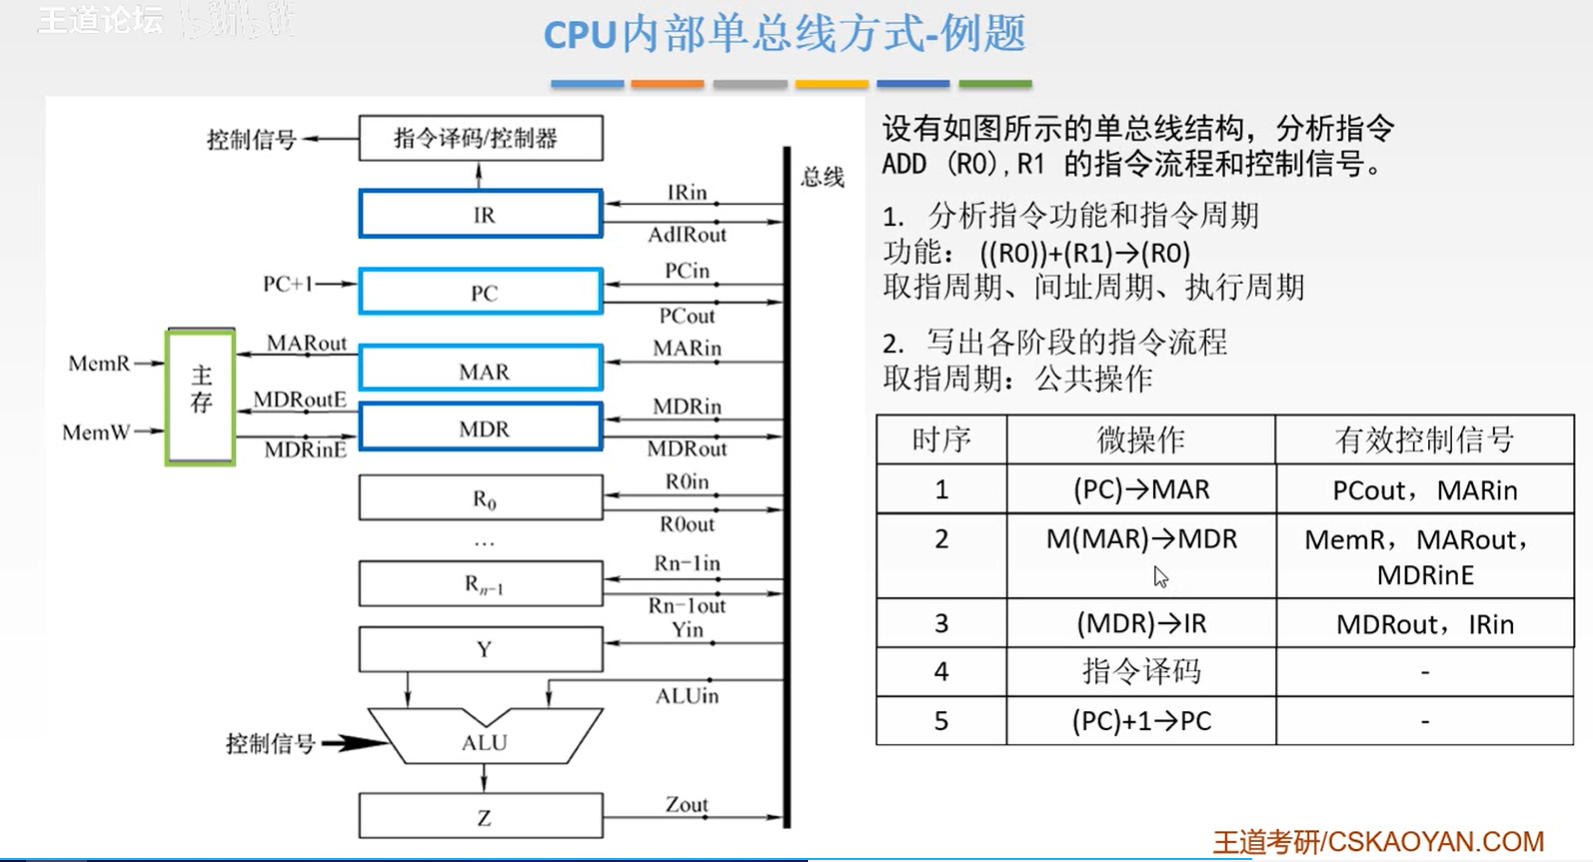 王道论坛 bilibili
CPU内部单总线方式-例题
控制信号
指令译码/控制器
总线
IRin
IR
AdIRout
PCin
PC+1
PC
PCout
MARout
MARin
MemR
主存
MAR
MDRoutE
MDRin
MemW
MDR
MDRinE
MDRout
R0in
R₀
R0out
...
Rn-1in
Rₙ₋₁
Rn-1out
Yin
Y
ALUin
控制信号
ALU
Zout
Z
设有如图所示的单总线结构，分析指令
ADD (R0),R1 的指令流程和控制信号。
1. 分析指令功能和指令周期
功能： ((R0))+(R1)→(R0)
取指周期、间址周期、执行周期
2. 写出各阶段的指令流程
取指周期：公共操作
时序 微操作 有效控制信号
1 (PC)→MAR PCout，MARin
2 M(MAR)→MDR MemR，MARout，
MDRinE
3 (MDR)→IR MDRout，IRin
4 指令译码 -
5 (PC)+1→PC -
王道考研/CSKAOYAN.COM